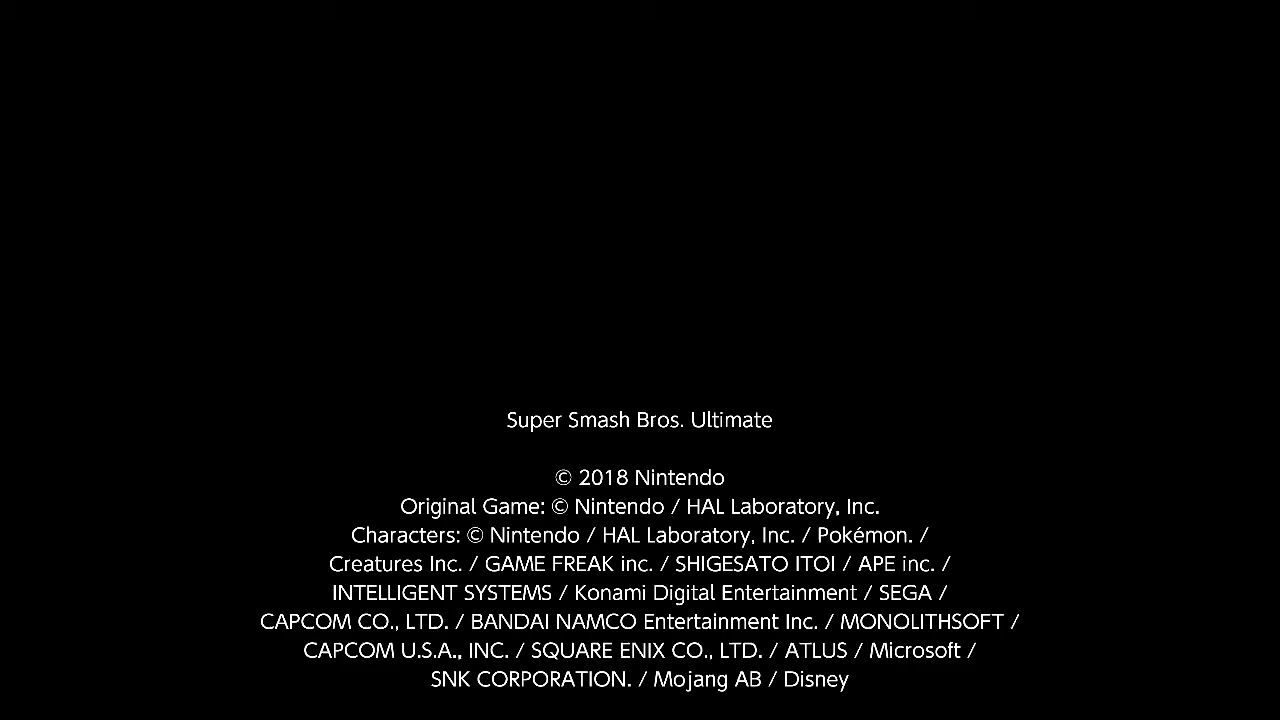 Super Smash Bros. Ultimate
© 2018 Nintendo
Original Game: © Nintendo / HAL Laboratory, Inc.
Characters: © Nintendo / HAL Laboratory, Inc. / Pokémon. /
Creatures Inc. / GAME FREAK inc. / SHIGESATO ITOI / APE inc. /
INTELLIGENT SYSTEMS / Konami Digital Entertainment / SEGA /
CAPCOM CO., LTD. / BANDAI NAMCO Entertainment Inc. / MONOLITHSOFT /
CAPCOM U.S.A., INC. / SQUARE ENIX CO., LTD. / ATLUS / Microsoft /
SNK CORPORATION. / Mojang AB / Disney